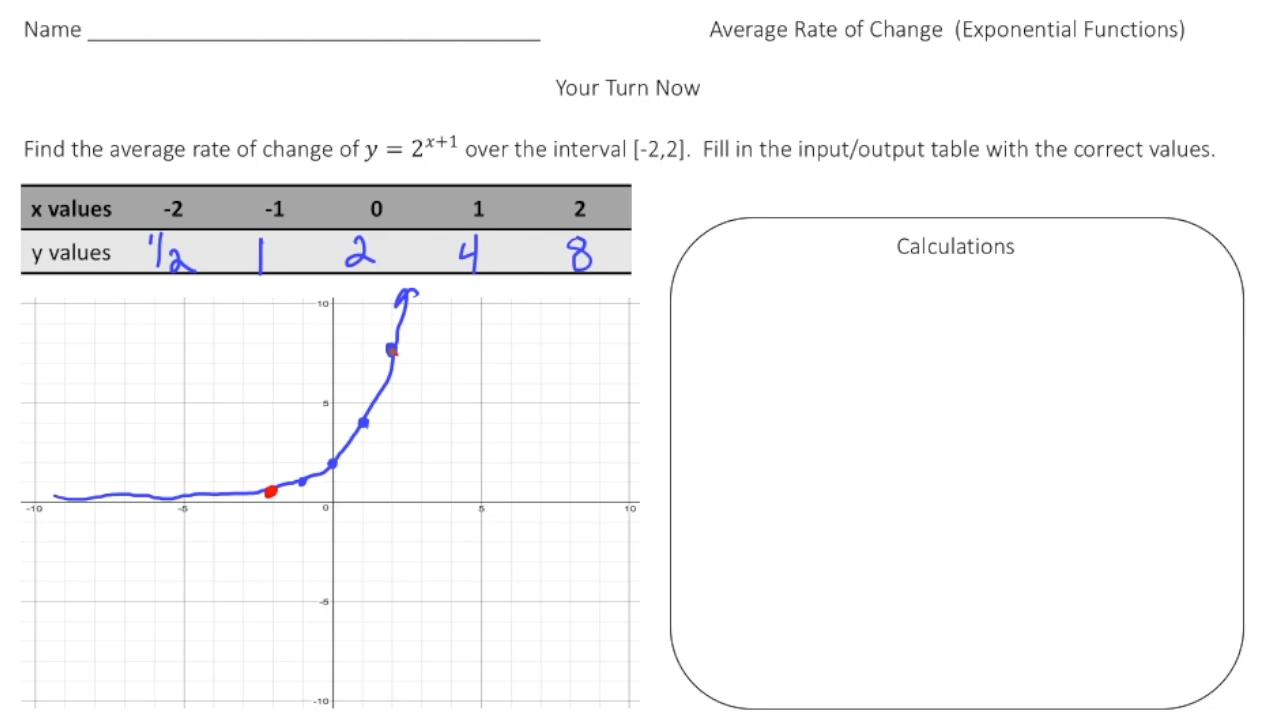 Name Average Rate of Change (Exponential Functions)
Your Turn Now
Find the average rate of change of y = 2^{x+1} over the interval [-2,2]. Fill in the input/output table with the correct values.
x values -2 -1 0 1 2
y values 1/2 1 2 4 8
Calculations
10
5
-10 -5 0 5 10
-5
-10